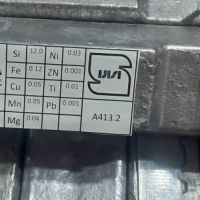 Si 12.0 Ni 0.03
Fe 0.12 ZN 0.001
Cu 0.05 Ti 0.01
Mn 0.05 Pb 0.001
Mg 0.04 A413.2